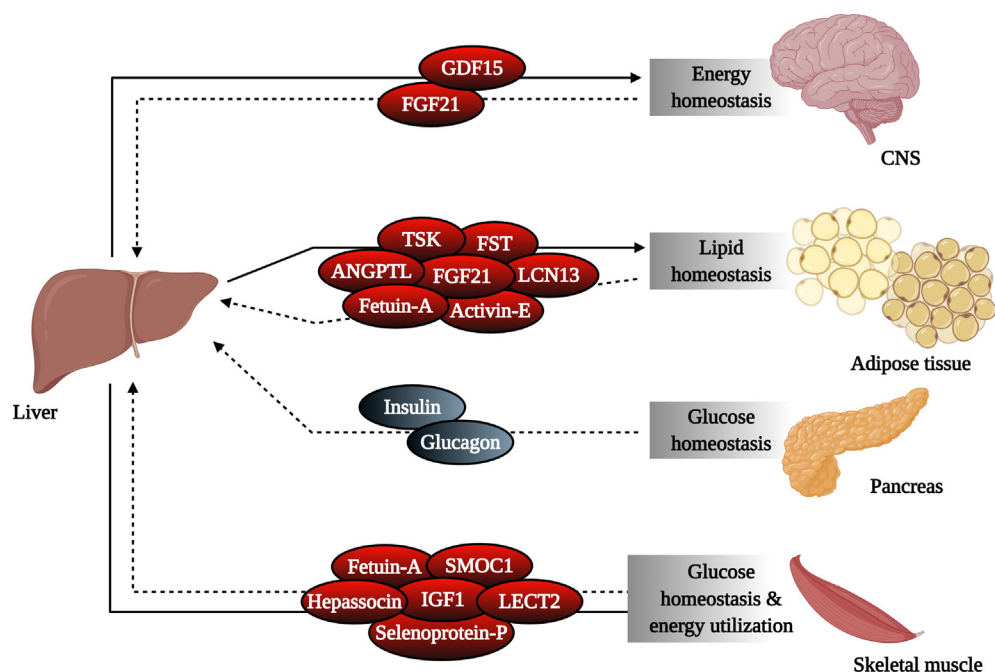 GDF15
FGF21
Energy
homeostasis
CNS
TSK
FST
ANGPTL
FGF21
LCN13
Fetuin-A
Activin-E
Lipid
homeostasis
Adipose tissue
Liver
Insulin
Glucagon
Glucose
homeostasis
Pancreas
Fetuin-A
SMOC1
Hepassocin
IGF1
LECT2
Selenoprotein-P
Glucose
homeostasis &
energy utilization
Skeletal muscle